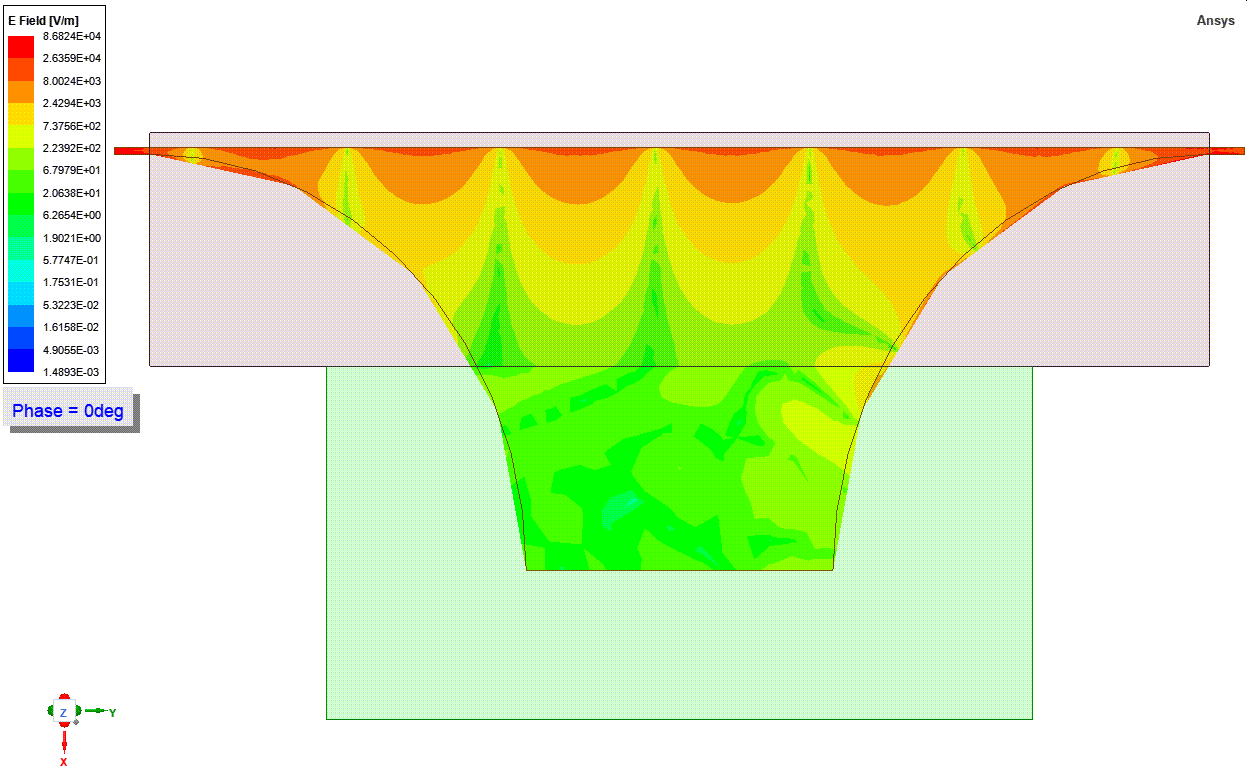 E Field [V/m]
8.6824E+04
2.6359E+04
8.0024E+03
2.4294E+03
7.3756E+02
2.2392E+02
6.7979E+01
2.0638E+01
6.2654E+00
1.9021E+00
5.7747E-01
1.7531E-01
5.3223E-02
1.6158E-02
4.9055E-03
1.4893E-03
Ansys
Phase = 0deg
Z
Y
X